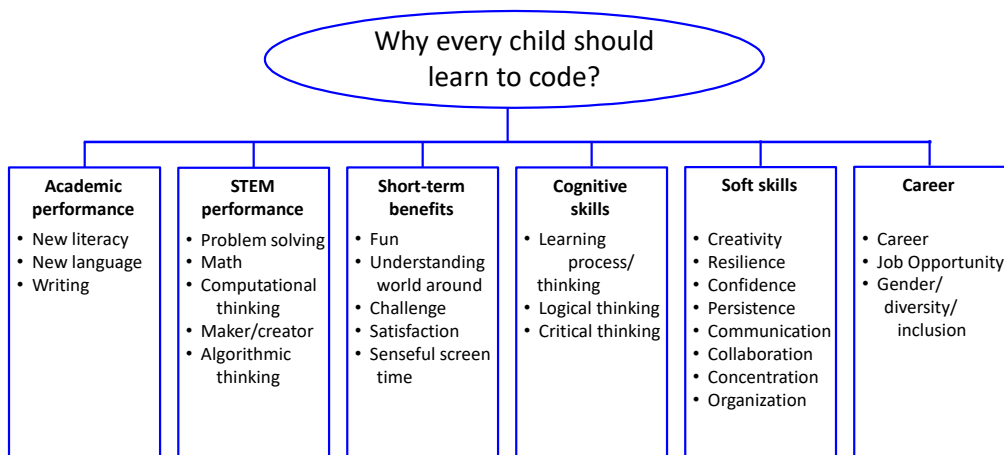 Why every child should
learn to code?
Academic
performance
• New literacy
• New language
• Writing
STEM
performance
• Problem solving
• Math
• Computational
thinking
• Maker/creator
• Algorithmic
thinking
Short-term
benefits
• Fun
• Understanding
world around
• Challenge
• Satisfaction
• Senseful screen
time
Cognitive
skills
• Learning
process/
thinking
• Logical thinking
• Critical thinking
Soft skills
• Creativity
• Resilience
• Confidence
• Persistence
• Communication
• Collaboration
• Concentration
• Organization
Career
• Career
• Job Opportunity
• Gender/
diversity/
inclusion